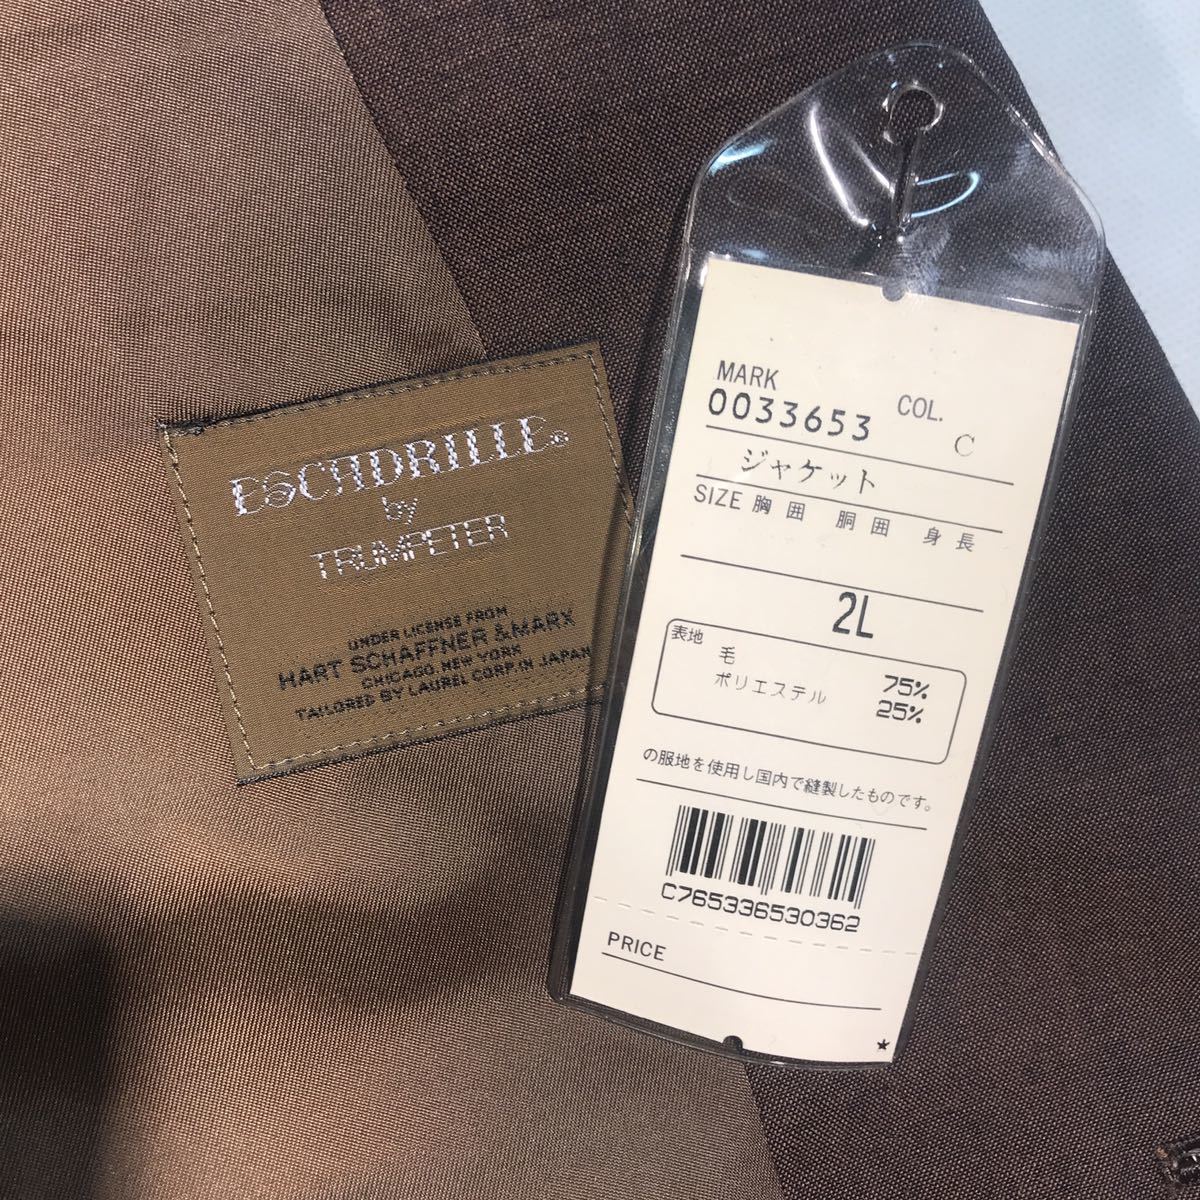 ESCADRILLE®
by
TRUMPETER
UNDER LICENSE FROM
HART SCHAFFNER & MARX
CHICAGO, NEW YORK
TAILORED BY LAUREL CORP. IN JAPAN
MARK COL.
0033653 C
ジャケット
SIZE 胸囲 胴囲 身長
2L
表地
毛 75%
ポリエステル 25%
の服地を使用し国内で縫製したものです。
C765336530362
PRICE
★